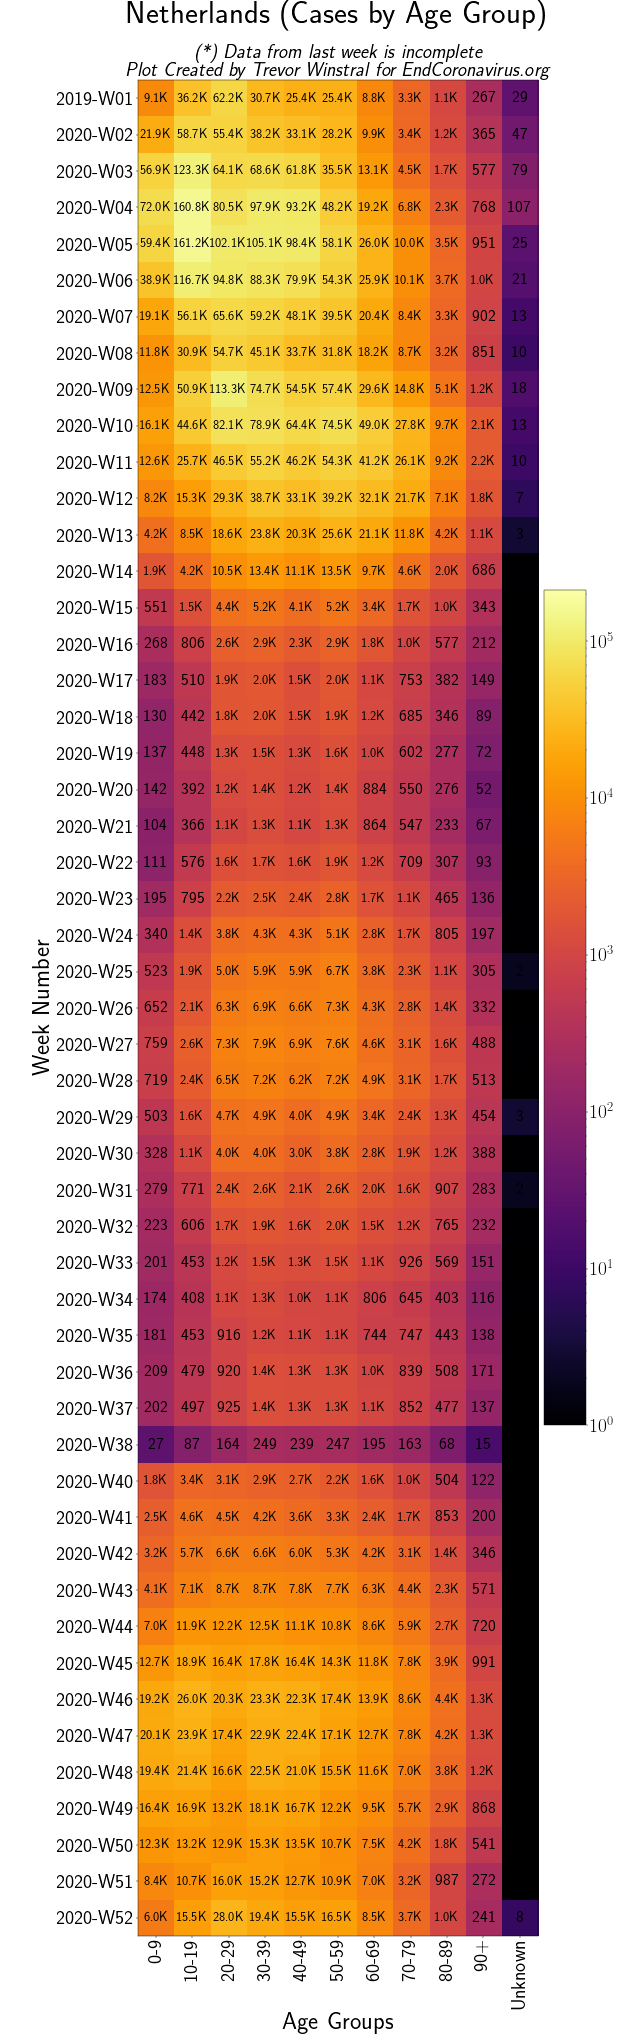 Netherlands (Cases by Age Group)
(*) Data from last week is incomplete
Plot Created by Trevor Winstral for EndCoronavirus.org
2019-W01 9.1K 36.2K 62.2K 30.7K 25.4K 25.4K 8.8K 3.3K 1.1K 267 29
2020-W02 21.9K 58.7K 55.4K 38.2K 33.1K 28.2K 9.9K 3.4K 1.2K 365 47
2020-W03 56.9K 123.3K 64.1K 68.6K 61.8K 35.5K 13.1K 4.5K 1.7K 577 79
2020-W04 72.0K 160.8K 80.5K 97.9K 93.2K 48.2K 19.2K 6.8K 2.3K 768 107
2020-W05 59.4K 161.2K 102.1K 105.1K 98.4K 58.1K 26.0K 10.0K 3.5K 951 25
2020-W06 38.9K 116.7K 94.8K 88.3K 79.9K 54.3K 25.9K 10.1K 3.7K 1.0K 21
2020-W07 19.1K 56.1K 65.6K 59.2K 48.1K 39.5K 20.4K 8.4K 3.3K 902 13
2020-W08 11.8K 30.9K 54.7K 45.1K 33.7K 31.8K 18.2K 8.7K 3.2K 851 10
2020-W09 12.5K 50.9K 113.3K 74.7K 54.5K 57.4K 29.6K 14.8K 5.1K 1.2K 18
2020-W10 16.1K 44.6K 82.1K 78.9K 64.4K 74.5K 49.0K 27.8K 9.7K 2.1K 13
2020-W11 12.6K 25.7K 46.5K 55.2K 46.2K 54.3K 41.2K 26.1K 9.2K 2.2K 10
2020-W12 8.2K 15.3K 29.3K 38.7K 33.1K 39.2K 32.1K 21.7K 7.1K 1.8K 7
2020-W13 4.2K 8.5K 18.6K 23.8K 20.3K 25.6K 21.1K 11.8K 4.2K 1.1K 3
2020-W14 1.9K 4.2K 10.5K 13.4K 11.1K 13.5K 9.7K 4.6K 2.0K 686
2020-W15 551 1.5K 4.4K 5.2K 4.1K 5.2K 3.4K 1.7K 1.0K 343
2020-W16 268 806 2.6K 2.9K 2.3K 2.9K 1.8K 1.0K 577 212
2020-W17 183 510 1.9K 2.0K 1.5K 2.0K 1.1K 753 382 149
2020-W18 130 442 1.8K 2.0K 1.5K 1.9K 1.2K 685 346 89
2020-W19 137 448 1.3K 1.5K 1.3K 1.6K 1.0K 602 277 72
2020-W20 142 392 1.2K 1.4K 1.2K 1.4K 884 550 276 52
2020-W21 104 366 1.1K 1.3K 1.1K 1.3K 864 547 233 67
2020-W22 111 576 1.6K 1.7K 1.6K 1.9K 1.2K 709 307 93
2020-W23 195 795 2.2K 2.5K 2.4K 2.8K 1.7K 1.1K 465 136
2020-W24 340 1.4K 3.8K 4.3K 4.3K 5.1K 2.8K 1.7K 805 197
2020-W25 523 1.9K 5.0K 5.9K 5.9K 6.7K 3.8K 2.3K 1.1K 305 2
2020-W26 652 2.1K 6.3K 6.9K 6.6K 7.3K 4.3K 2.8K 1.4K 332
2020-W27 759 2.6K 7.3K 7.9K 6.9K 7.6K 4.6K 3.1K 1.6K 488
2020-W28 719 2.4K 6.5K 7.2K 6.2K 7.2K 4.9K 3.1K 1.7K 513
2020-W29 503 1.6K 4.7K 4.9K 4.0K 4.9K 3.4K 2.4K 1.3K 454 3
2020-W30 328 1.1K 4.0K 4.0K 3.0K 3.8K 2.8K 1.9K 1.2K 388
2020-W31 279 771 2.4K 2.6K 2.1K 2.6K 2.0K 1.6K 907 283 2
2020-W32 223 606 1.7K 1.9K 1.6K 2.0K 1.5K 1.2K 765 232
2020-W33 201 453 1.2K 1.5K 1.3K 1.5K 1.1K 926 569 151
2020-W34 174 408 1.1K 1.3K 1.0K 1.1K 806 645 403 116
2020-W35 181 453 916 1.2K 1.1K 1.1K 744 747 443 138
2020-W36 209 479 920 1.4K 1.3K 1.3K 1.0K 839 508 171
2020-W37 202 497 925 1.4K 1.3K 1.3K 1.1K 852 477 137
2020-W38 27 87 164 249 239 247 195 163 68 15
2020-W40 1.8K 3.4K 3.1K 2.9K 2.7K 2.2K 1.6K 1.0K 504 122
2020-W41 2.5K 4.6K 4.5K 4.2K 3.6K 3.3K 2.4K 1.7K 853 200
2020-W42 3.2K 5.7K 6.6K 6.6K 6.0K 5.3K 4.2K 3.1K 1.4K 346
2020-W43 4.1K 7.1K 8.7K 8.7K 7.8K 7.7K 6.3K 4.4K 2.3K 571
2020-W44 7.0K 11.9K 12.2K 12.5K 11.1K 10.8K 8.6K 5.9K 2.7K 720
2020-W45 12.7K 18.9K 16.4K 17.8K 16.4K 14.3K 11.8K 7.8K 3.9K 991
2020-W46 19.2K 26.0K 20.3K 23.3K 22.3K 17.4K 13.9K 8.6K 4.4K 1.3K
2020-W47 20.1K 23.9K 17.4K 22.9K 22.4K 17.1K 12.7K 7.8K 4.2K 1.3K
2020-W48 19.4K 21.4K 16.6K 22.5K 21.0K 15.5K 11.6K 7.0K 3.8K 1.2K
2020-W49 16.4K 16.9K 13.2K 18.1K 16.7K 12.2K 9.5K 5.7K 2.9K 868
2020-W50 12.3K 13.2K 12.9K 15.3K 13.5K 10.7K 7.5K 4.2K 1.8K 541
2020-W51 8.4K 10.7K 16.0K 15.2K 12.7K 10.9K 7.0K 3.2K 987 272
2020-W52 6.0K 15.5K 28.0K 19.4K 15.5K 16.5K 8.5K 3.7K 1.0K 241 8
0-9 10-19 20-29 30-39 40-49 50-59 60-69 70-79 80-89 90+ Unknown
Age Groups
Week Number
10^5
10^4
10^3
10^2
10^1
10^0